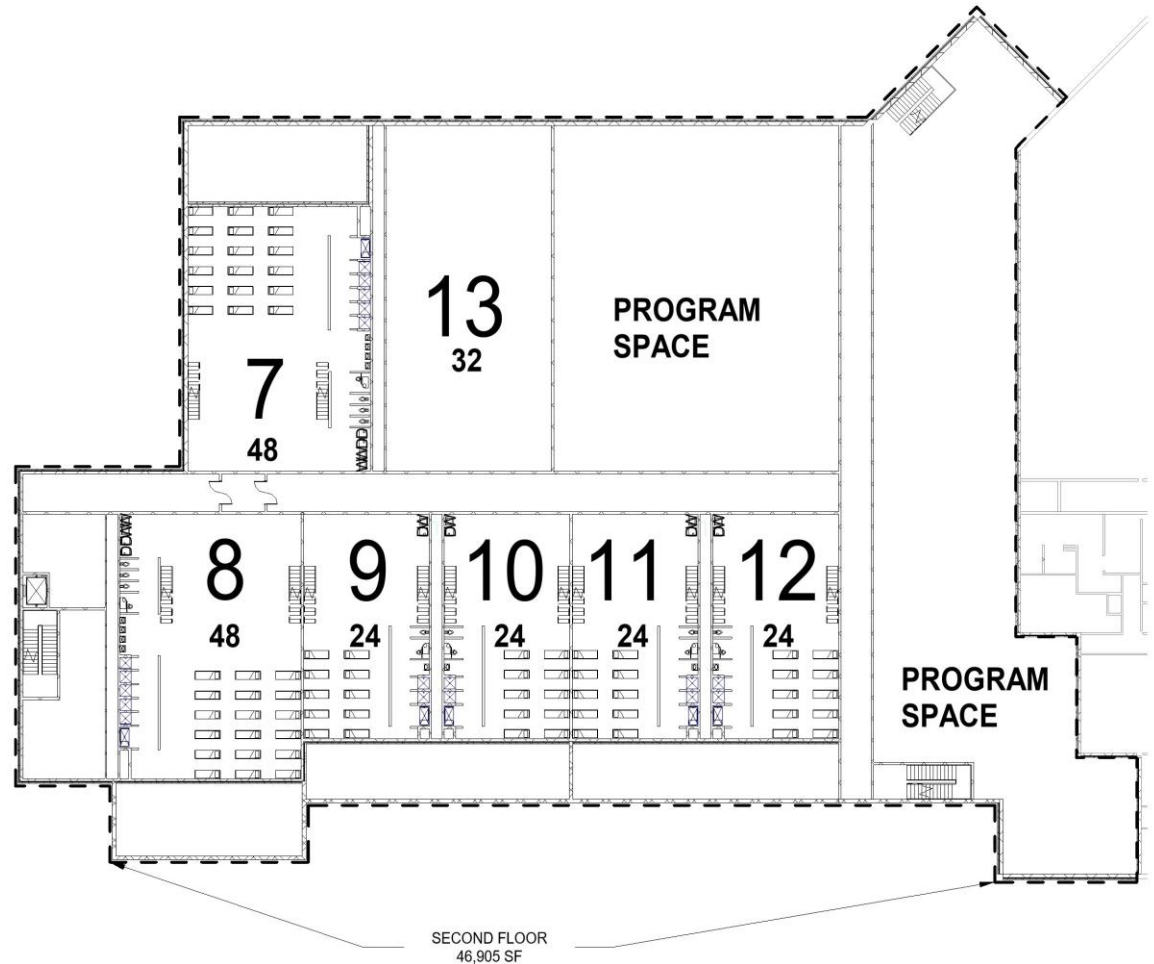 13
32
PROGRAM
SPACE
7
48
8
48
9
24
10
24
11
24
12
24
PROGRAM
SPACE
SECOND FLOOR
46,905 SF